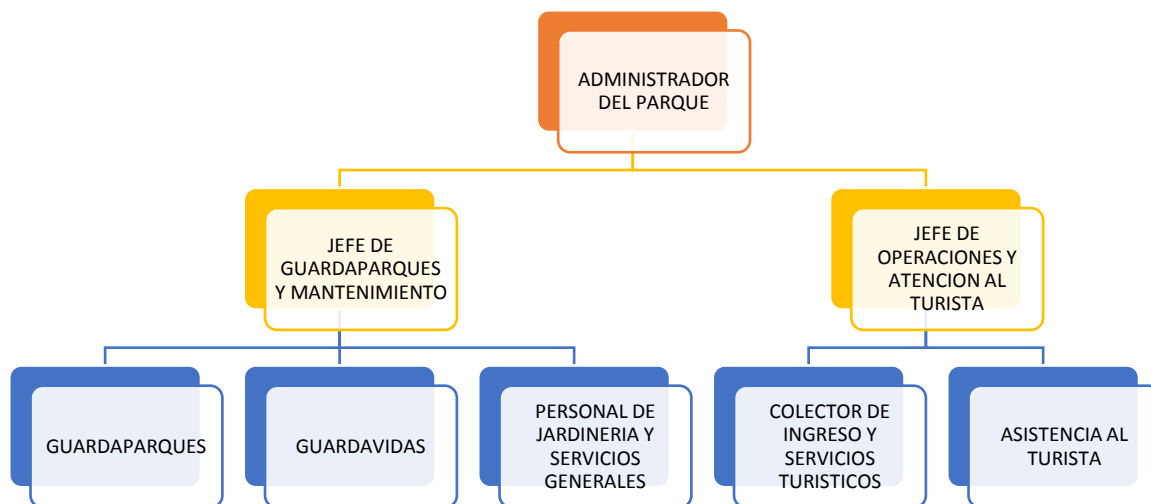 ADMINISTRADOR
DEL PARQUE
JEFE DE
GUARDAPARQUES
Y MANTENIMIENTO
JEFE DE
OPERACIONES Y
ATENCION AL
TURISTA
GUARDAPARQUES
GUARDAVIDAS
PERSONAL DE
JARDINERIA Y
SERVICIOS
GENERALES
COLECTOR DE
INGRESO Y
SERVICIOS
TURISTICOS
ASISTENCIA AL
TURISTA